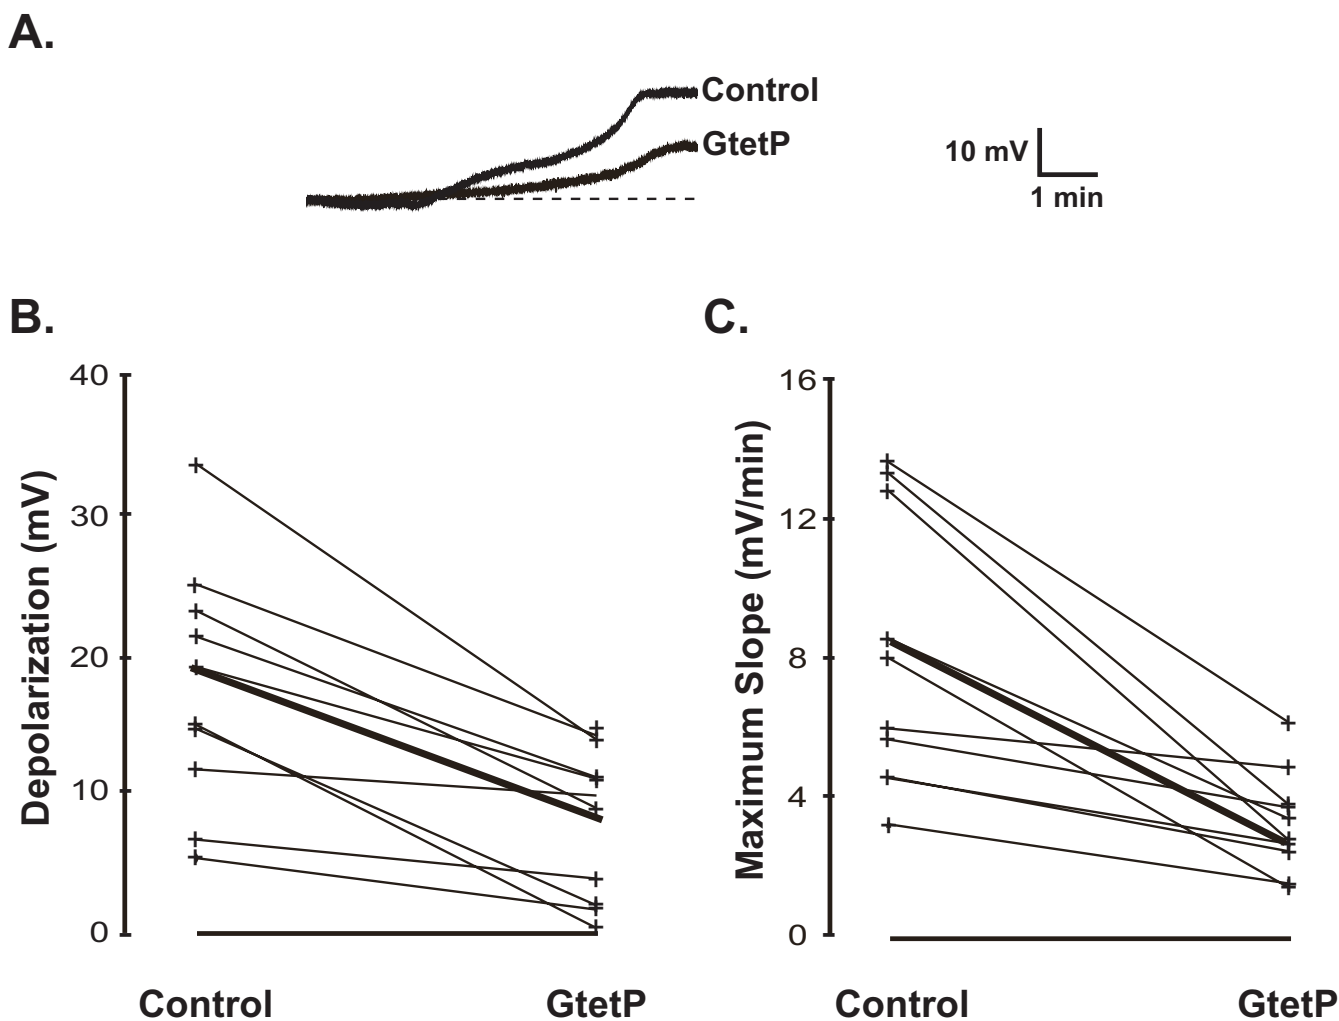 A.
Control
GtetP
10 mV
1 min
B.
C.
Depolarization (mV)
40
30
20
10
0
Control
GtetP
Maximum Slope (mV/min)
16
12
8
4
0
Control
GtetP